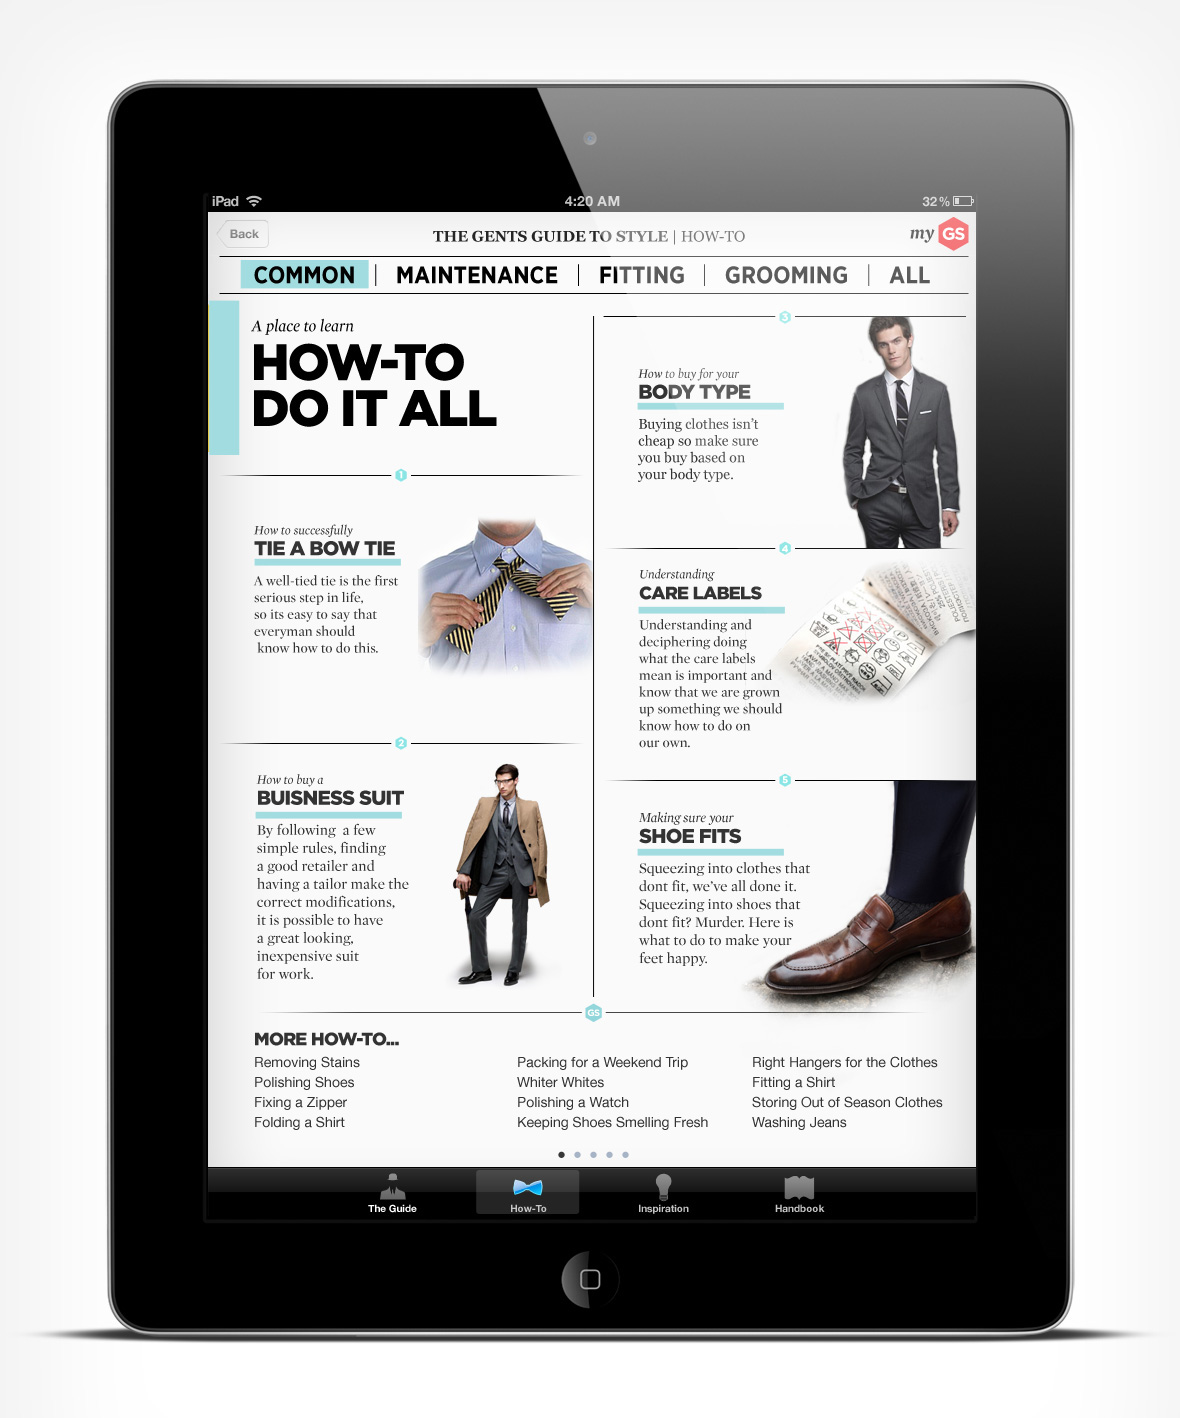 iPad
4:20 AM
32%
Back
THE GENTS GUIDE TO STYLE | HOW-TO
my GS
COMMON | MAINTENANCE | FITTING | GROOMING | ALL
A place to learn
HOW-TO
DO IT ALL
1
How to successfully
TIE A BOW TIE
A well-tied tie is the first
serious step in life,
so its easy to say that
everyman should
know how to do this.
2
How to buy a
BUISNESS SUIT
By following a few
simple rules, finding
a good retailer and
having a tailor make the
correct modifications,
it is possible to have
a great looking,
inexpensive suit
for work.
3
How to buy for your
BODY TYPE
Buying clothes isn't
cheap so make sure
you buy based on
your body type.
4
Understanding
CARE LABELS
Understanding and
deciphering doing
what the care labels
mean is important and
know that we are grown
up something we should
know how to do on
our own.
5
Making sure your
SHOE FITS
Squeezing into clothes that
dont fit, we've all done it.
Squeezing into shoes that
dont fit? Murder. Here is
what to do to make your
feet happy.
GS
MORE HOW-TO...
Removing Stains
Polishing Shoes
Fixing a Zipper
Folding a Shirt
Packing for a Weekend Trip
Whiter Whites
Polishing a Watch
Keeping Shoes Smelling Fresh
Right Hangers for the Clothes
Fitting a Shirt
Storing Out of Season Clothes
Washing Jeans
The Guide
How-To
Inspiration
Handbook